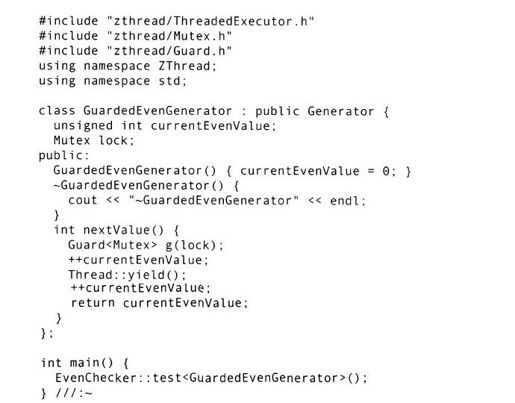 #include "zthread/ThreadedExecutor.h"
#include "zthread/Mutex.h"
#include "zthread/Guard.h"
using namespace ZThread;
using namespace std;

class GuardedEvenGenerator : public Generator {
  unsigned int currentEvenValue;
  Mutex lock;
public:
  GuardedEvenGenerator() { currentEvenValue = 0; }
  ~GuardedEvenGenerator() {
    cout << "~GuardedEvenGenerator" << endl;
  }
  int nextValue() {
    Guard<Mutex> g(lock);
    ++currentEvenValue;
    Thread::yield();
    ++currentEvenValue;
    return currentEvenValue;
  }
};

int main() {
  EvenChecker::test<GuardedEvenGenerator>();
} ///:~